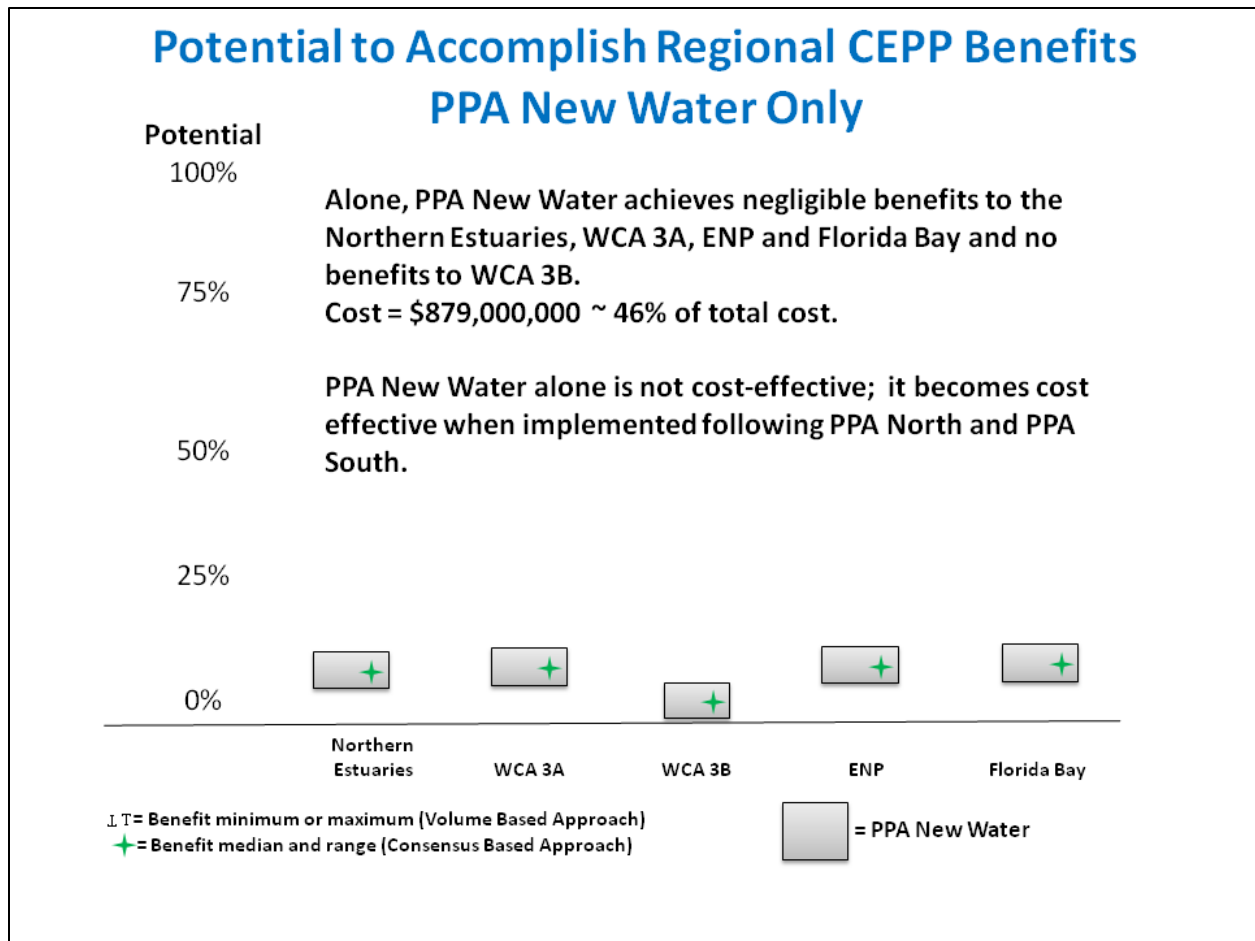 Potential to Accomplish Regional CEPP Benefits
PPA New Water Only
Potential
100%
Alone, PPA New Water achieves negligible benefits to the
Northern Estuaries, WCA 3A, ENP and Florida Bay and no
benefits to WCA 3B.
75%
Cost = $879,000,000 ~ 46% of total cost.
PPA New Water alone is not cost-effective; it becomes cost
effective when implemented following PPA North and PPA
50%
South.
25%
0%
Northern
Estuaries
WCA 3A
WCA 3B
ENP
Florida Bay
⊥ T= Benefit minimum or maximum (Volume Based Approach)
= Benefit median and range (Consensus Based Approach)
= PPA New Water